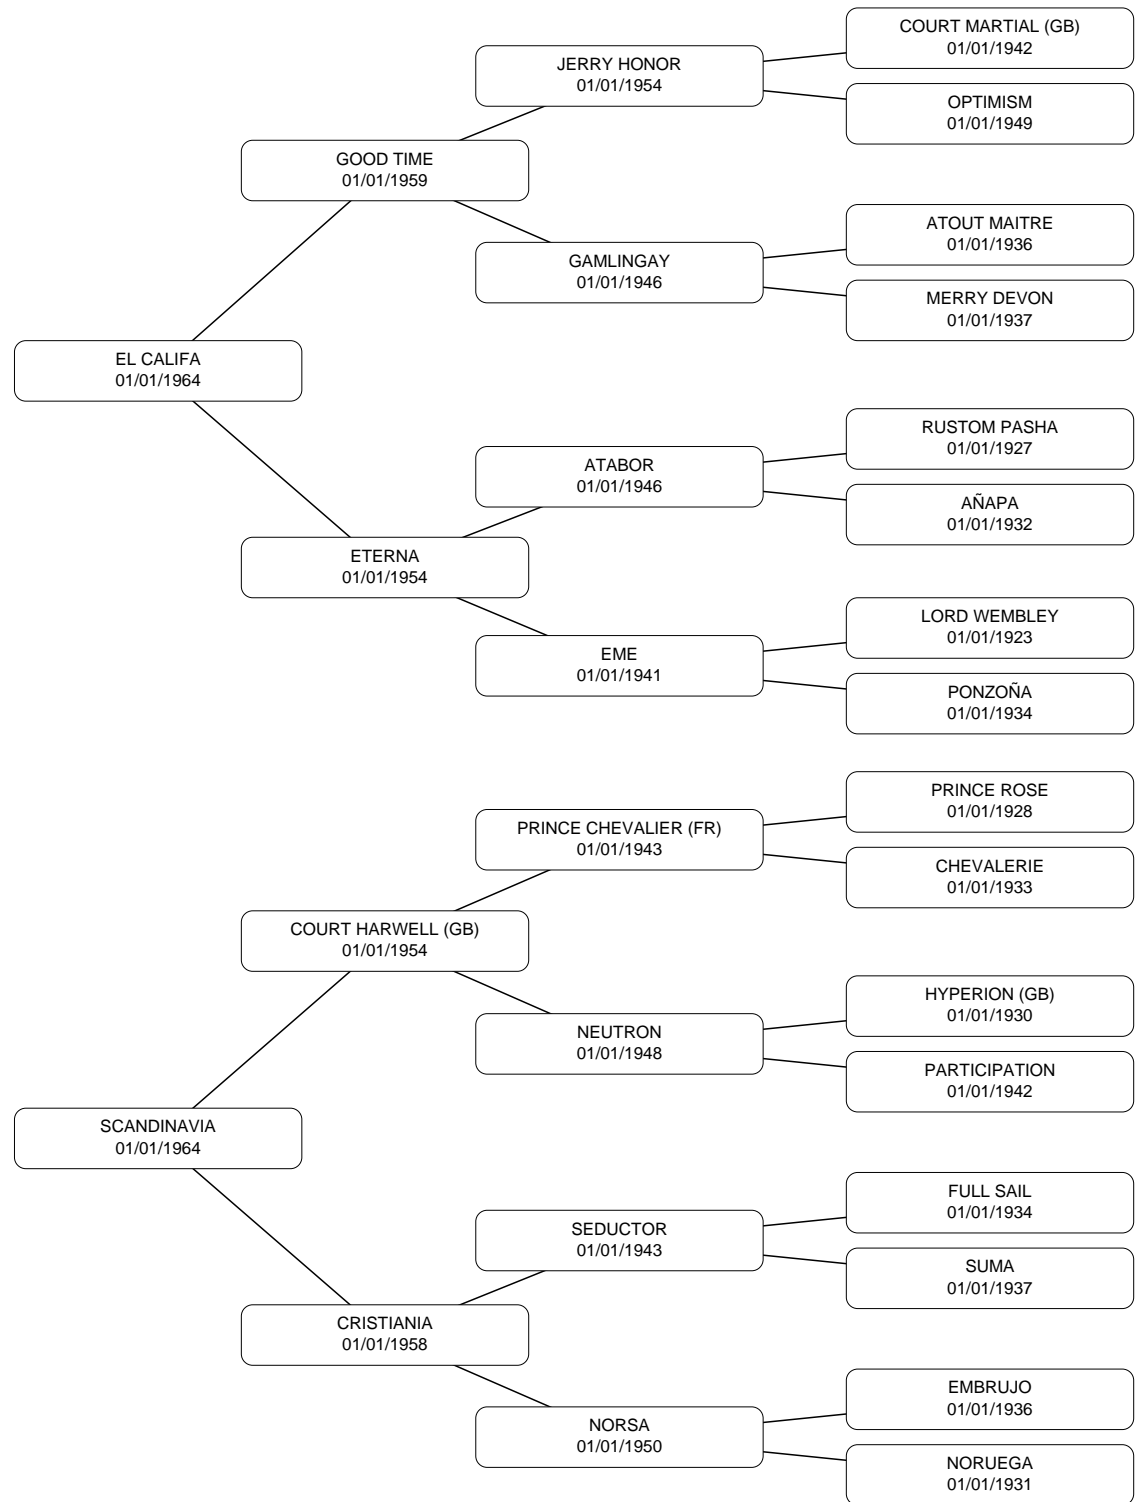 COURT MARTIAL (GB)
01/01/1942
JERRY HONOR
01/01/1954
OPTIMISM
01/01/1949
GOOD TIME
01/01/1959
ATOUT MAITRE
01/01/1936
GAMLINGAY
01/01/1946
MERRY DEVON
01/01/1937
EL CALIFA
01/01/1964
RUSTOM PASHA
01/01/1927
ATABOR
01/01/1946
AÑAPA
01/01/1932
ETERNA
01/01/1954
LORD WEMBLEY
01/01/1923
EME
01/01/1941
PONZOÑA
01/01/1934
PRINCE ROSE
01/01/1928
PRINCE CHEVALIER (FR)
01/01/1943
CHEVALERIE
01/01/1933
COURT HARWELL (GB)
01/01/1954
HYPERION (GB)
01/01/1930
NEUTRON
01/01/1948
PARTICIPATION
01/01/1942
SCANDINAVIA
01/01/1964
FULL SAIL
01/01/1934
SEDUCTOR
01/01/1943
SUMA
01/01/1937
CRISTIANIA
01/01/1958
EMBRUJO
01/01/1936
NORSA
01/01/1950
NORUEGA
01/01/1931